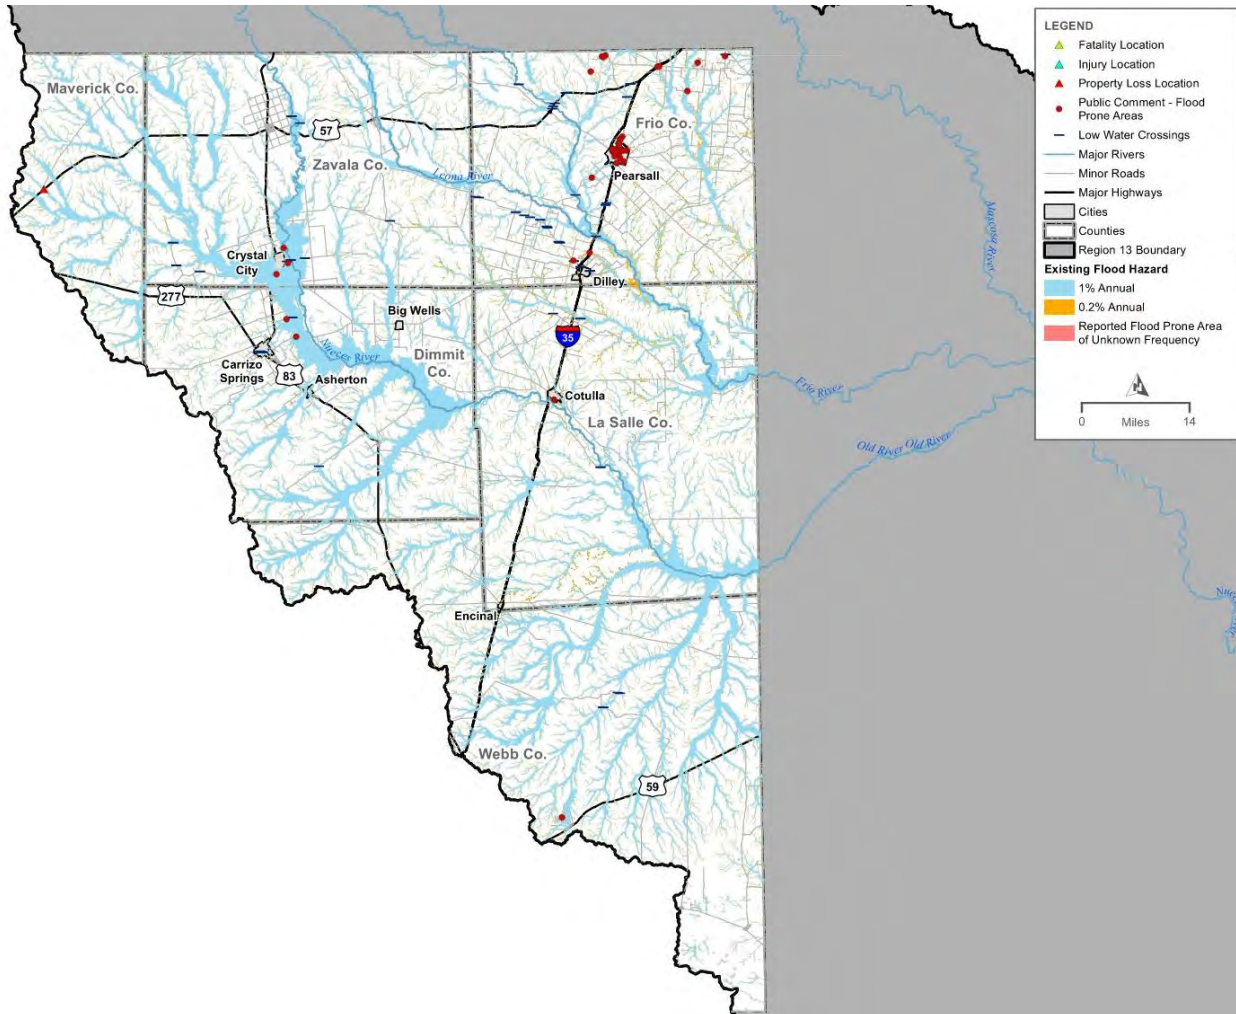 LEGEND
Fatality Location
Injury Location
Property Loss Location
Public Comment - Flood
Prone Areas
Low Water Crossings
Major Rivers
Minor Roads
Major Highways
Cities
Counties
Region 13 Boundary
Existing Flood Hazard
1% Annual
0.2% Annual
Reported Flood Prone Area
of Unknown Frequency
0 Miles 14
Maverick Co.
57
Zavala Co.
Frio Co.
Pearsall
Leona River
Crystal
City
Dilley
277
Big Wells
35
Nueces River
Dimmit
Co.
Carrizo
Springs
83
Asherton
Cotulla
La Salle Co.
Frio River
Old River Old River
Encinal
Webb Co.
59